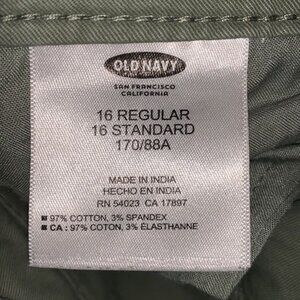 OLD NAVY
SAN FRANCISCO
CALIFORNIA
16 REGULAR
16 STANDARD
170/88A
MADE IN INDIA
HECHO EN INDIA
RN 54023 CA 17897
■ 97% COTTON, 3% SPANDEX
■ CA : 97% COTON, 3% ÉLASTHANNE